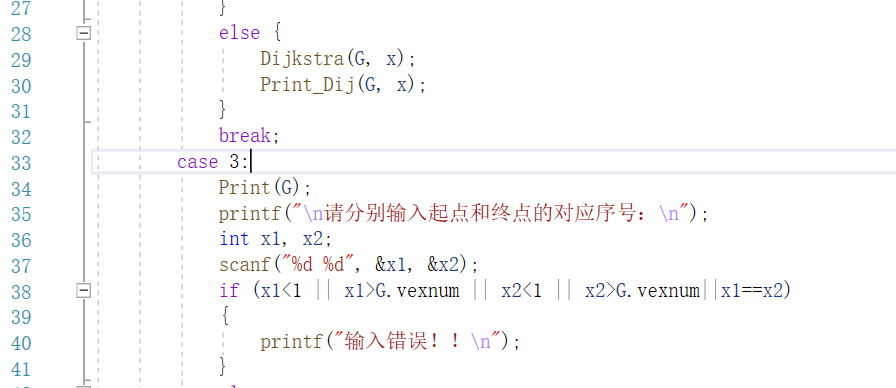 27 }
28 else {
29 Dijkstra(G, x);
30 Print_Dij(G, x);
31 }
32 break;
33 case 3:
34 Print(G);
35 printf("\n请分别输入起点和终点的对应序号：\n");
36 int x1, x2;
37 scanf("%d %d", &x1, &x2);
38 if (x1<1 || x1>G.vexnum || x2<1 || x2>G.vexnum||x1==x2)
39 {
40 printf("输入错误！！\n");
41 }